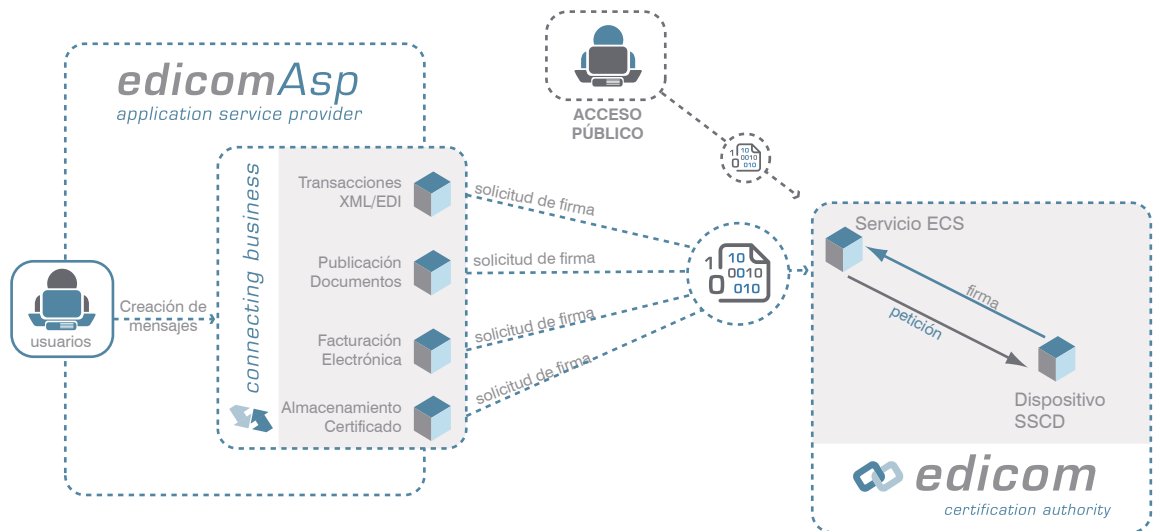 edicomAsp
application service provider
connecting business
usuarios
Creación de
mensajes
Transacciones
XML/EDI
Publicación
Documentos
Facturación
Electrónica
Almacenamiento
Certificado
solicitud de firma
solicitud de firma
solicitud de firma
solicitud de firma
ACCESO
PÚBLICO
10
1 0010
0 010
10
1 0010
0 010
Servicio ECS
firma
petición
Dispositivo
SSCD
edicom
certification authority